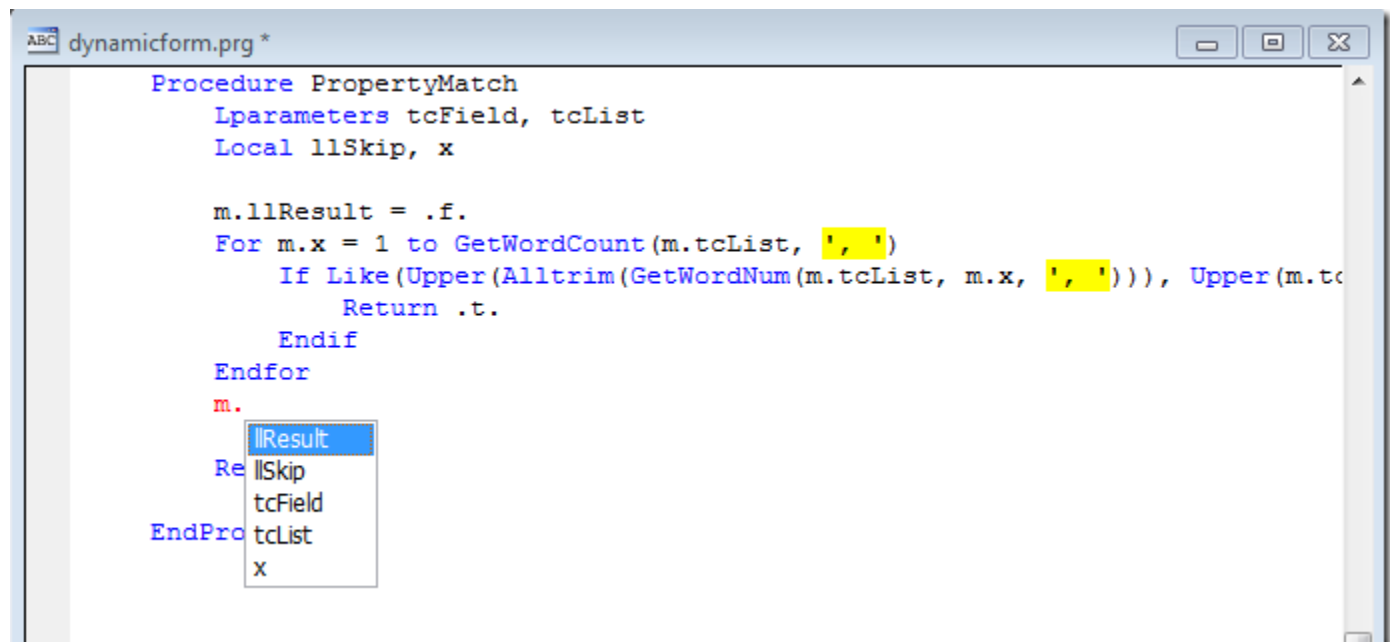 ABC dynamicform.prg *
Procedure PropertyMatch
Lparameters tcField, tcList
Local llSkip, x
m.llResult = .f.
For m.x = 1 to GetWordCount(m.tcList, ', ')
If Like(Upper(Alltrim(GetWordNum(m.tcList, m.x, ', '))), Upper(m.tc
Return .t.
Endif
Endfor
m.
llResult
Re llSkip
tcField
EndPro tcList
x